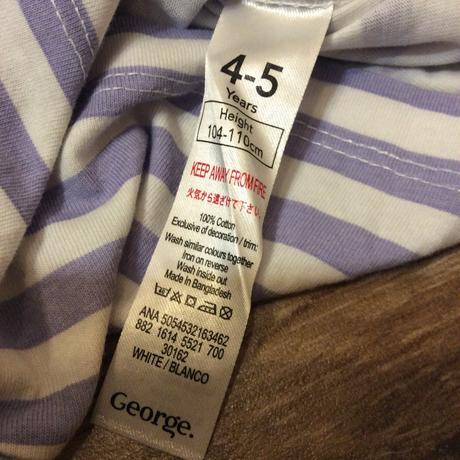 4-5
Years
Height
104-110cm
KEEP AWAY FROM FIRE
火気から遠ざけて下さい。
100% Cotton
Exclusive of decoration / trim:
Wash similar colours together
Iron on reverse
Wash inside out
Made in Bangladesh
ANA 5054532163462
882 1614 5521 700
30162
WHITE / BLANCO
George.